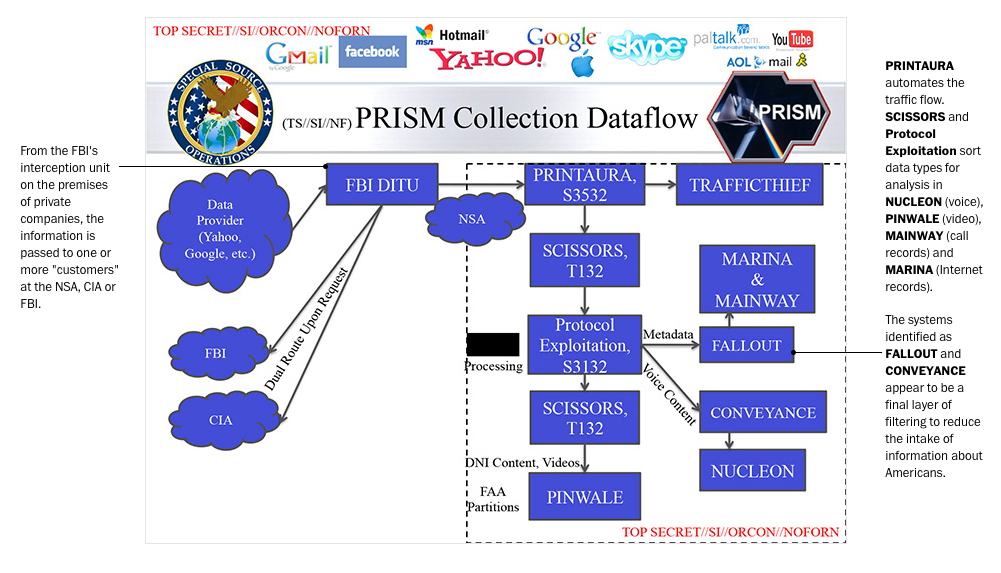 TOP SECRET//SI//ORCON//NOFORN
Gmail
by Google
facebook
msn Hotmail
YAHOO!
Google
skype
paltalk.com
Communication Beyond Words
YouTube
AOL mail
SPECIAL SOURCE
OPERATIONS
(TS//SI//NF) PRISM Collection Dataflow
PRISM
From the FBI's
interception unit
on the premises
of private
companies, the
information is
passed to one or
more "customers"
at the NSA, CIA or
FBI.
Data
Provider
(Yahoo,
Google, etc.)
FBI DITU
NSA
PRINTAURA,
S3532
TRAFFICTHIEF
SCISSORS,
T132
MARINA
&
MAINWAY
Dual Route Upon Request
FBI
CIA
Processing
Protocol
Exploitation,
S3132
Metadata
FALLOUT
Voice Content
CONVEYANCE
SCISSORS,
T132
NUCLEON
DNI Content, Videos
FAA
Partitions
PINWALE
TOP SECRET//SI//ORCON//NOFORN
PRINTAURA
automates the
traffic flow.
SCISSORS and
Protocol
Exploitation sort
data types for
analysis in
NUCLEON (voice),
PINWALE (video),
MAINWAY (call
records) and
MARINA (Internet
records).
The systems
identified as
FALLOUT and
CONVEYANCE
appear to be a
final layer of
filtering to reduce
the intake of
information about
Americans.